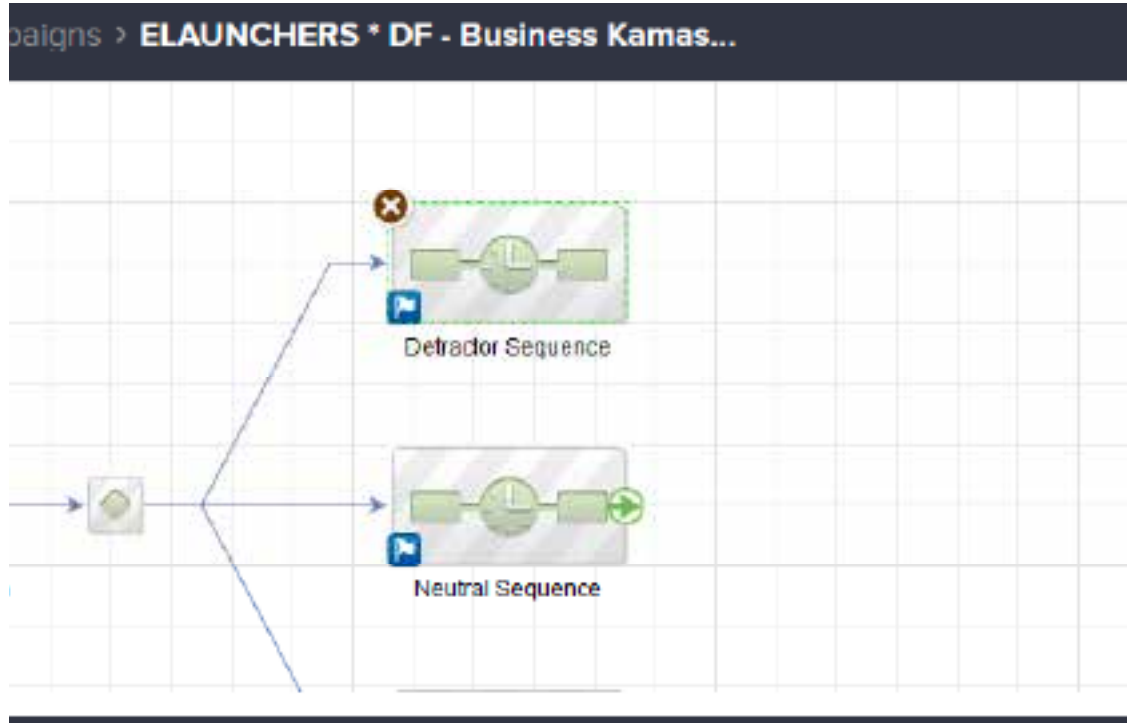 paigns > ELAUNCHERS * DF - Business Kamas...
Detractor Sequence
Neutral Sequence